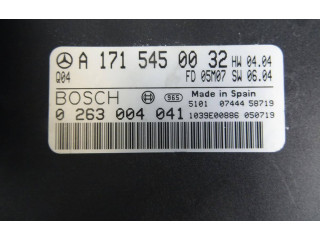 A 171 545 00 32 HW 04.04
Q04 FD 05M07 SW 06.04
BOSCH 965 Made in Spain
5101 07444 58719
0 263 004 041 1039E00886 050719